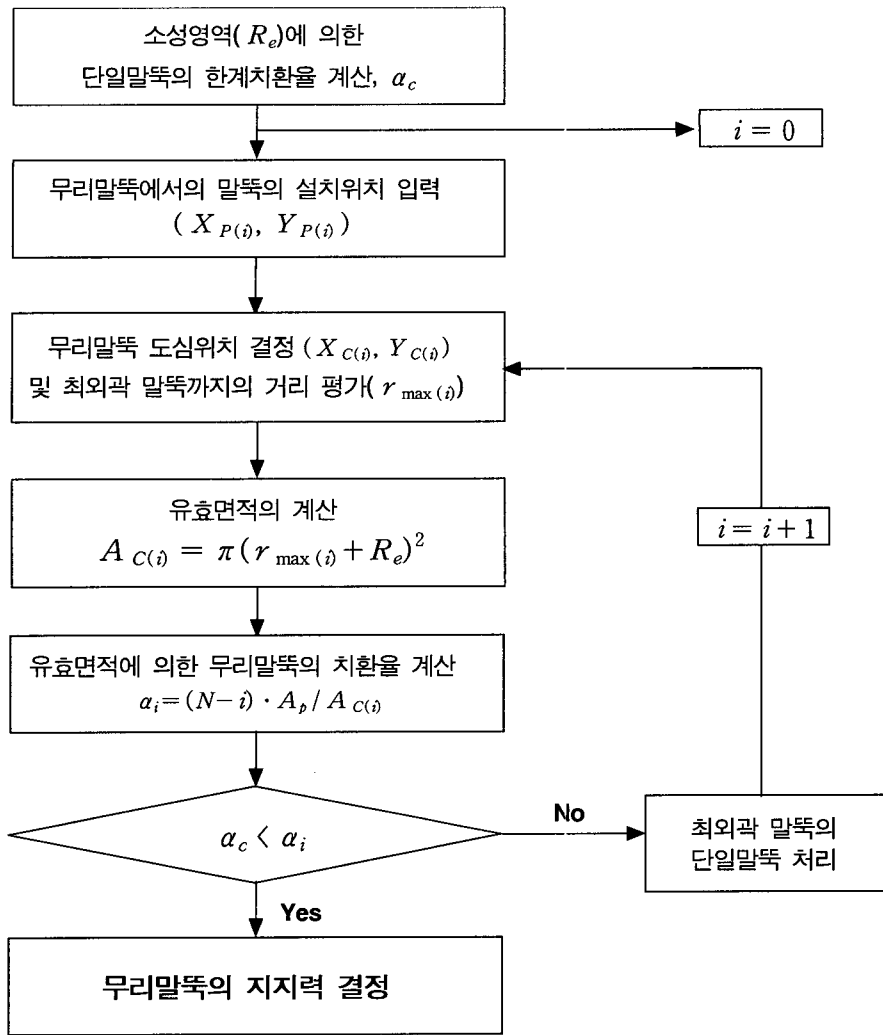 소성영역( R_e)에 의한
단일말뚝의 한계치환율 계산, α_c
i = 0
무리말뚝에서의 말뚝의 설치위치 입력
( X_P(i), Y_P(i) )
무리말뚝 도심위치 결정 ( X_C(i), Y_C(i))
및 최외곽 말뚝까지의 거리 평가( r_max (i))
유효면적의 계산
A_C(i) = π( r_max (i) + R_e)^2
i = i + 1
유효면적에 의한 무리말뚝의 치환율 계산
α_i = (N − i) · A_p / A_C(i)
α_c < α_i
No
최외곽 말뚝의
단일말뚝 처리
Yes
무리말뚝의 지지력 결정